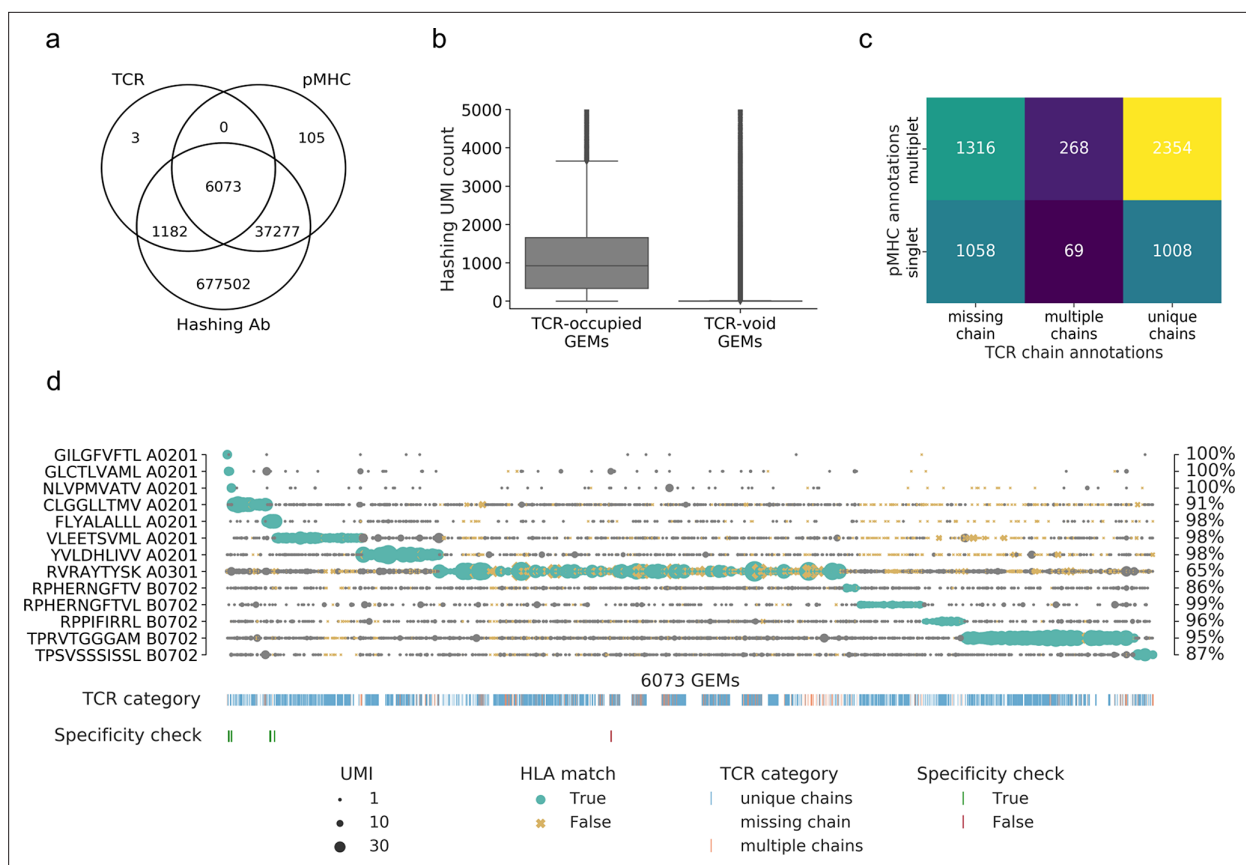 a
TCR
pMHC
3
0
105
6073
1182
37277
677502
Hashing Ab
b
Hashing UMI count
5000
4000
3000
2000
1000
0
TCR-occupied
GEMs
TCR-void
GEMs
c
pMHC annotations
multiplet
singlet
1316 268 2354
1058 69 1008
missing
chain
multiple
chains
unique
chains
TCR chain annotations
d
GILGFVFTL A0201 100%
GLCTLVAML A0201 100%
NLVPMVATV A0201 100%
CLGGLLTMV A0201 91%
FLYALALLL A0201 98%
VLEETSVML A0201 98%
YVLDHLIVV A0201 98%
RVRAYTYSK A0301 65%
RPHERNGFTV B0702 86%
RPHERNGFTVL B0702 99%
RPPIFIRRL B0702 96%
TPRVTGGGAM B0702 95%
TPSVSSSISSL B0702 87%
6073 GEMs
TCR category
Specificity check
UMI
1
10
30
HLA match
True
False
TCR category
unique chains
missing chain
multiple chains
Specificity check
True
False